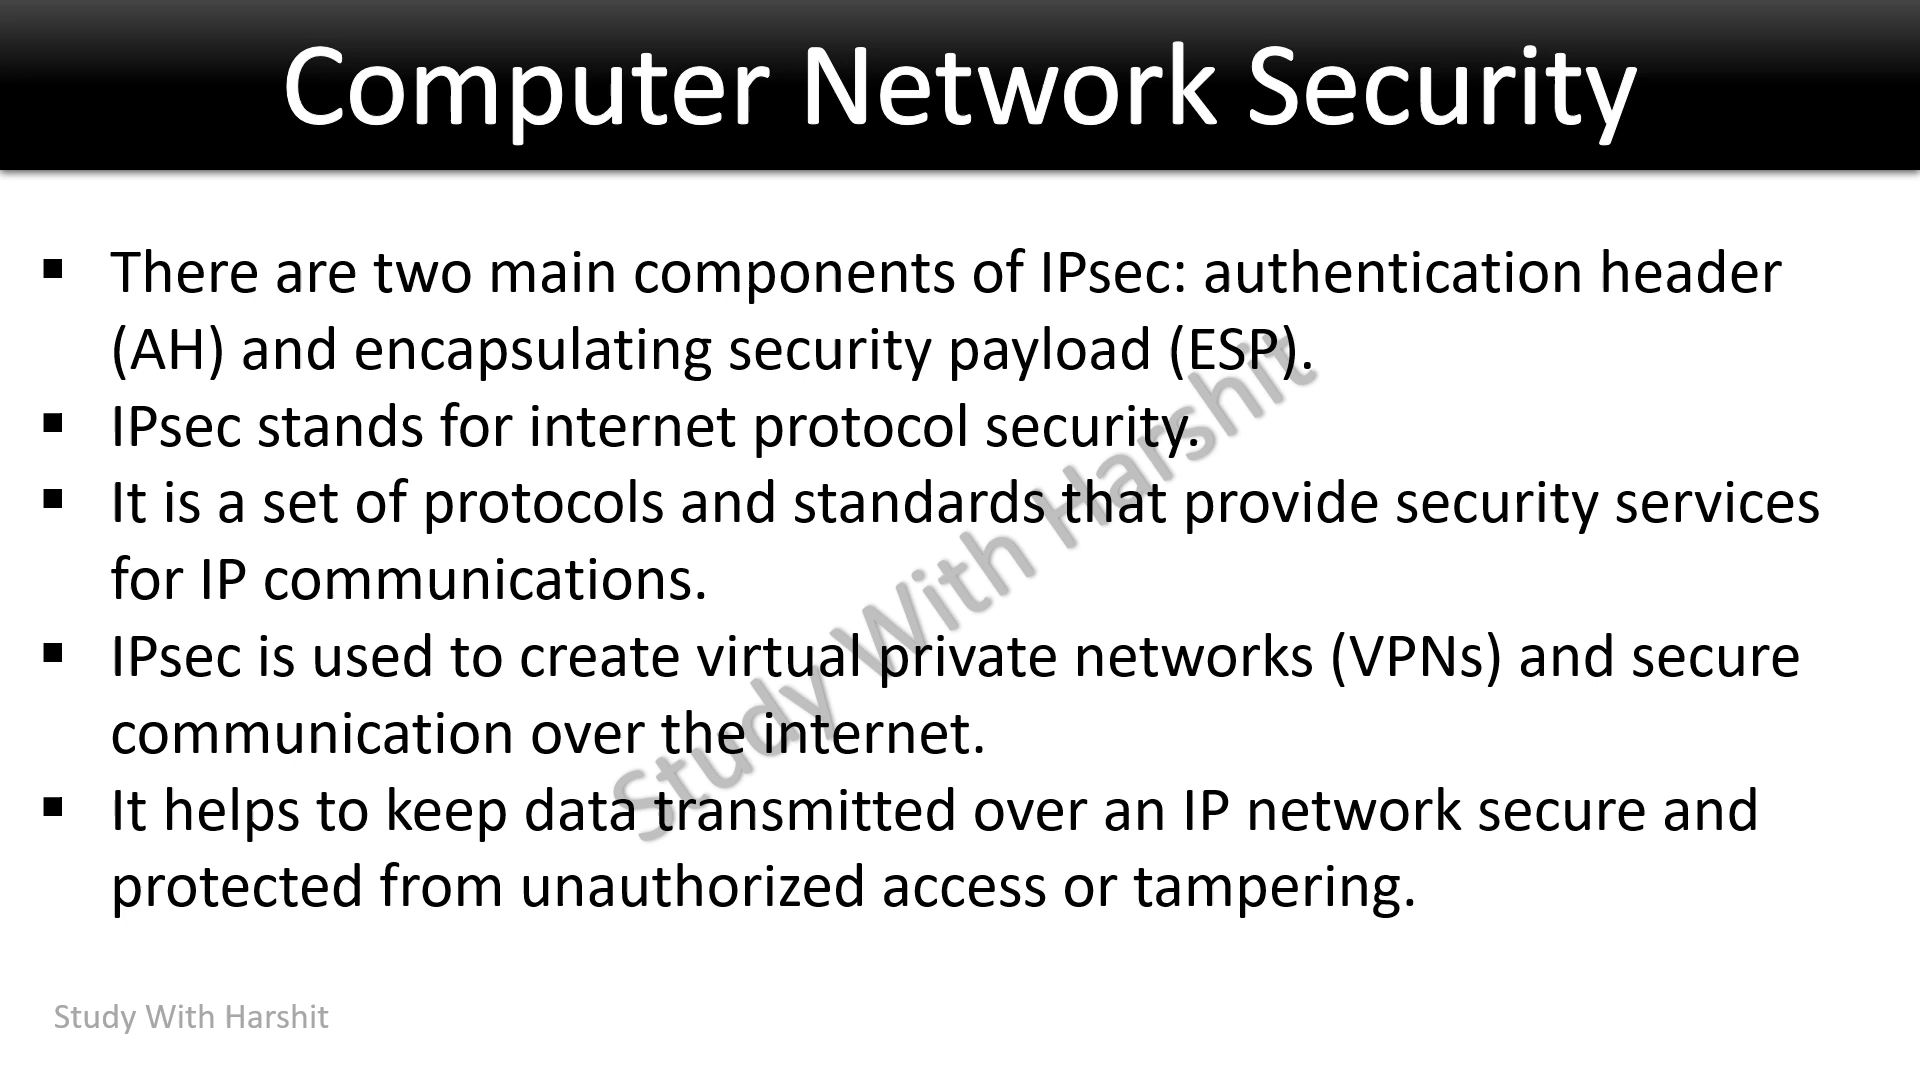 Computer Network Security
▪ There are two main components of IPsec: authentication header
(AH) and encapsulating security payload (ESP).
▪ IPsec stands for internet protocol security.
▪ It is a set of protocols and standards that provide security services
for IP communications.
▪ IPsec is used to create virtual private networks (VPNs) and secure
communication over the internet.
▪ It helps to keep data transmitted over an IP network secure and
protected from unauthorized access or tampering.
Study With Harshit
Study With Harshit